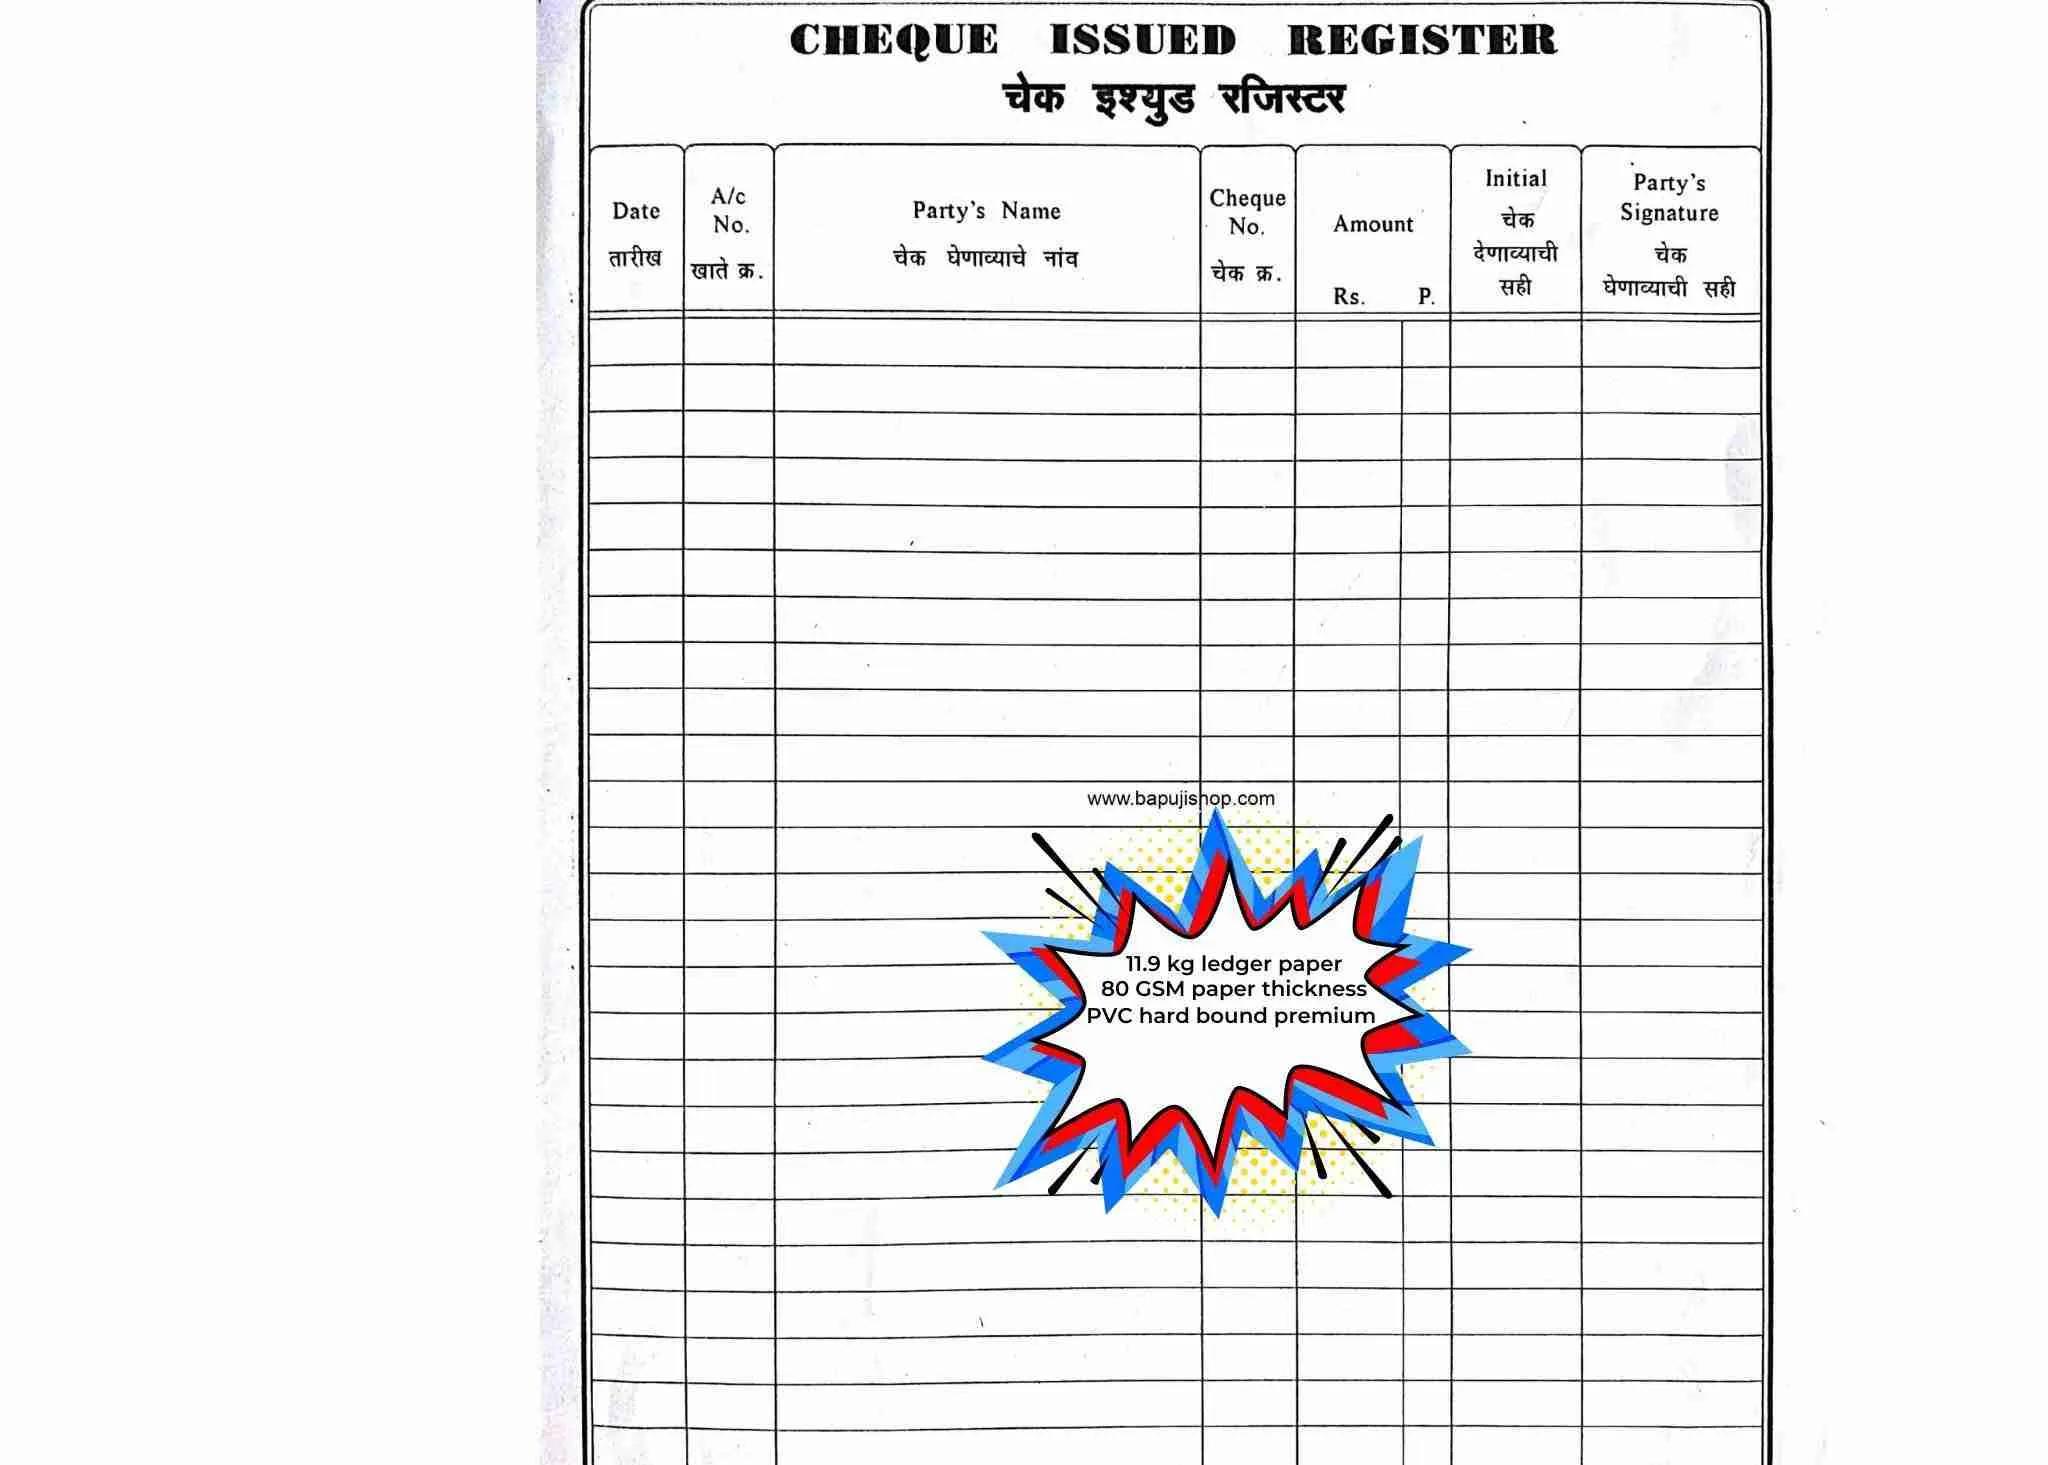 CHEQUE ISSUED REGISTER
चेक इश्युड रजिस्टर
Date
तारीख
A/c
No.
खाते क्र.
Party's Name
चेक घेणाव्याचे नांव
Cheque
No.
चेक क्र.
Amount
Rs. P.
Initial
चेक
देणाव्याची
सही
Party's
Signature
चेक
घेणाव्याची सही
www.bapujishop.com
11.9 kg ledger paper
80 GSM paper thickness
PVC hard bound premium